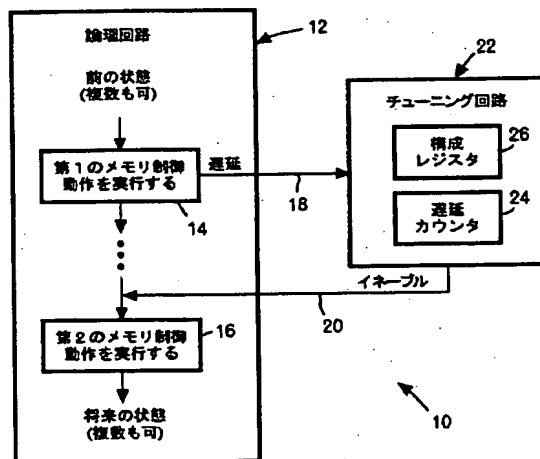 論理回路
12
前の状態
(複数も可)
第1のメモリ制御
動作を実行する
14
遅延
18
22
チューニング回路
構成
レジスタ
26
遅延
カウンタ
24
イネーブル
20
第2のメモリ制御
動作を実行する
16
将来の状態
(複数も可)
10